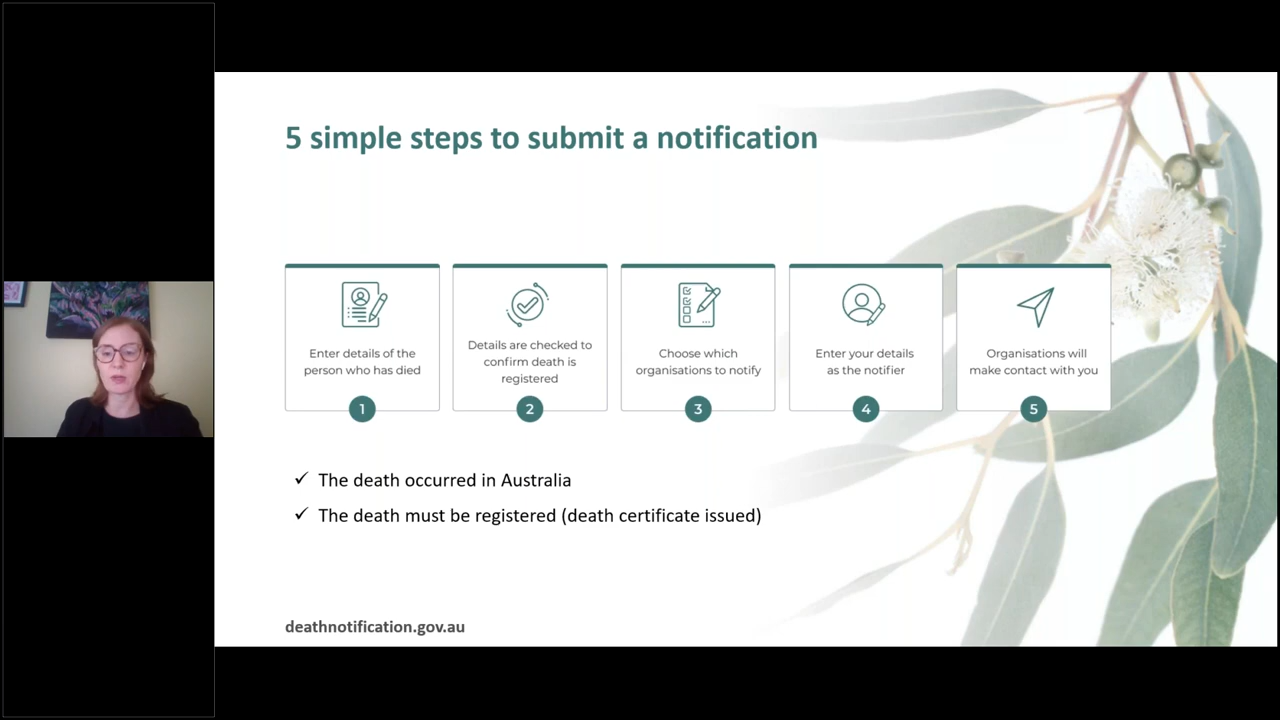 5 simple steps to submit a notification
Enter details of the
person who has died
1
Details are checked to
confirm death is
registered
2
Choose which
organisations to notify
3
Enter your details
as the notifier
4
Organisations will
make contact with you
5
✓ The death occurred in Australia
✓ The death must be registered (death certificate issued)
deathnotification.gov.au